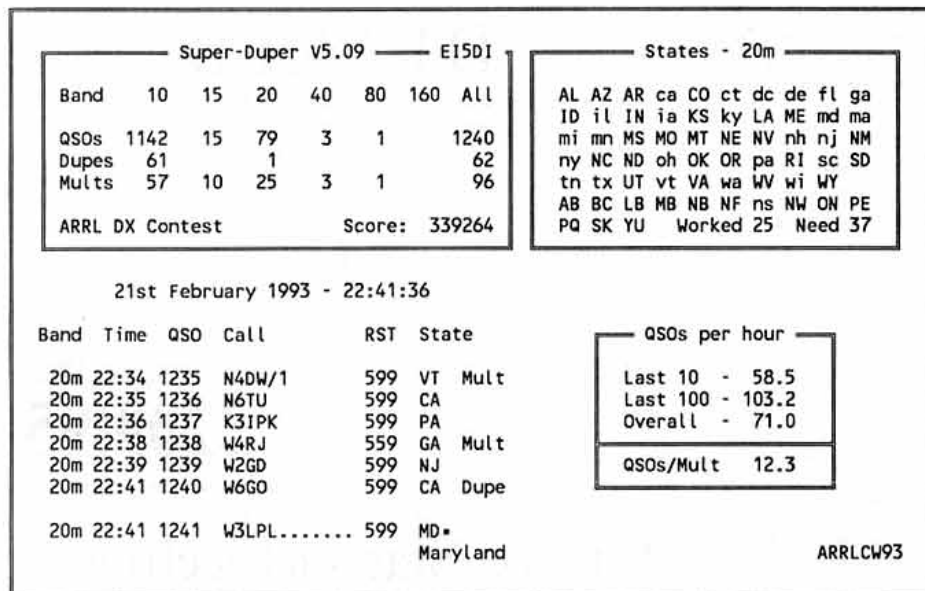 Super-Duper V5.09 EI5DI
Band 10 15 20 40 80 160 All
QSOs 1142 15 79 3 1 1240
Dupes 61 1 62
Mults 57 10 25 3 1 96
ARRL DX Contest Score: 339264
States - 20m
AL AZ AR ca CO ct dc de fl ga
ID il IN ia KS ky LA ME md ma
mi mn MS MO MT NE NV nh nj NM
ny NC ND oh OK OR pa RI sc SD
tn tx UT vt VA wa WV wi WY
AB BC LB MB NB NF ns NW ON PE
PQ SK YU Worked 25 Need 37
21st February 1993 - 22:41:36
Band Time QSO Call RST State
20m 22:34 1235 N4DW/1 599 VT Mult
20m 22:35 1236 N6TU 599 CA
20m 22:36 1237 K3IPK 599 PA
20m 22:38 1238 W4RJ 559 GA Mult
20m 22:39 1239 W2GD 599 NJ
20m 22:41 1240 W6GO 599 CA Dupe
20m 22:41 1241 W3LPL....... 599 MD▪
Maryland
QSOs per hour
Last 10 - 58.5
Last 100 - 103.2
Overall - 71.0
QSOs/Mult 12.3
ARRLCW93